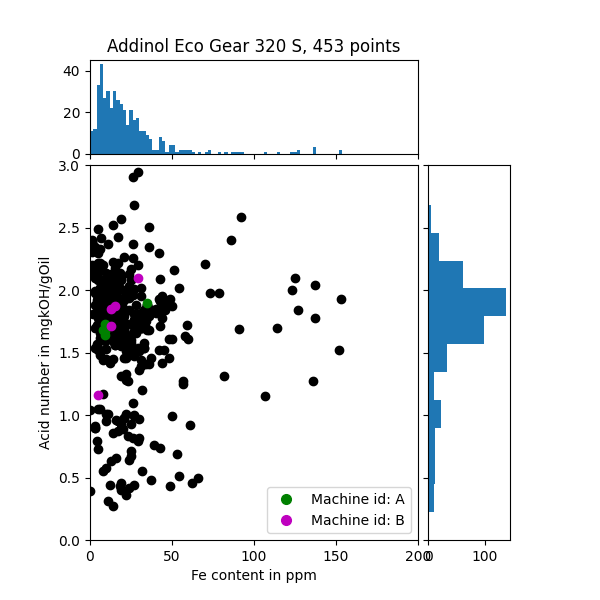 Addinol Eco Gear 320 S, 453 points
40
20
0
3.0
2.5
2.0
1.5
1.0
0.5
0.0
Acid number in mgkOH/gOil
Machine id: A
Machine id: B
0 50 100 150 200
0 100
Fe content in ppm